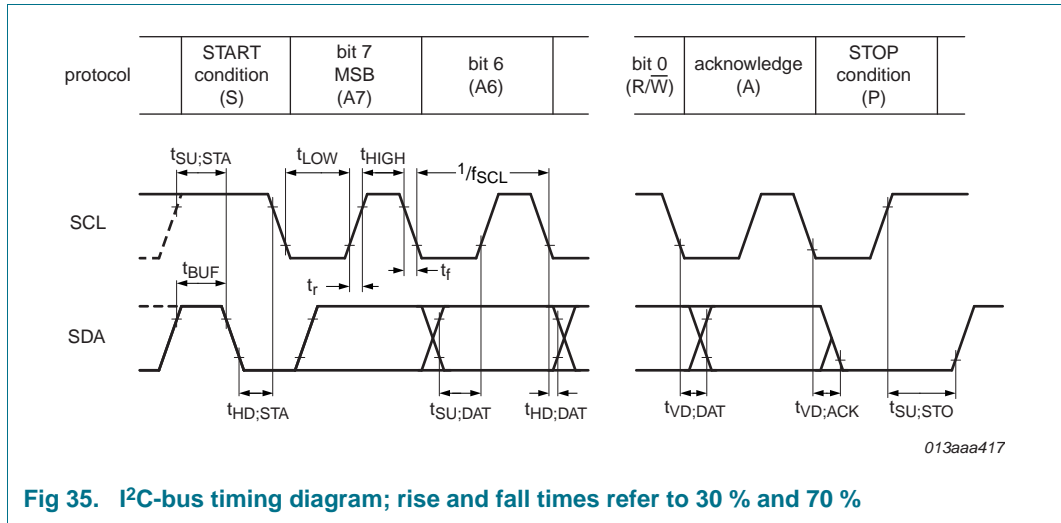 protocol
START
condition
(S)
bit 7
MSB
(A7)
bit 6
(A6)
bit 0
(R/W̅)
acknowledge
(A)
STOP
condition
(P)
tSU;STA
tLOW
tHIGH
1/fSCL
SCL
tBUF
tr
tf
SDA
tHD;STA
tSU;DAT
tHD;DAT
tVD;DAT
tVD;ACK
tSU;STO
013aaa417
Fig 35. I²C-bus timing diagram; rise and fall times refer to 30 % and 70 %